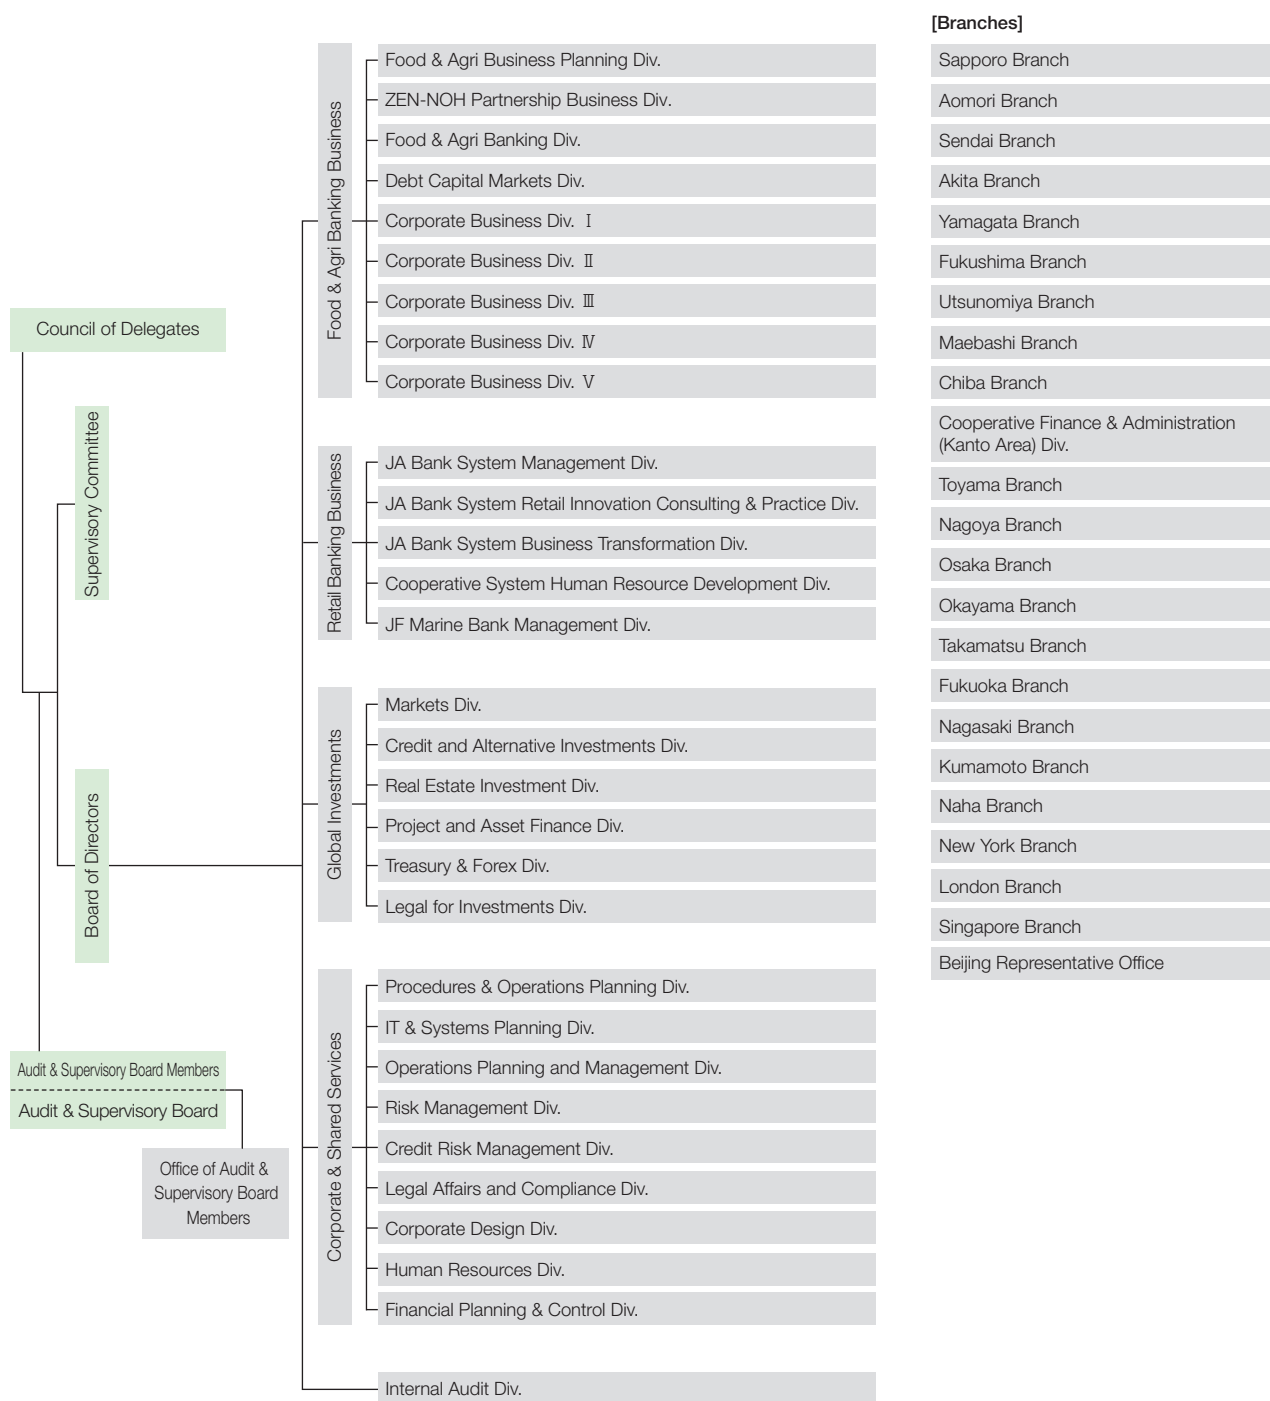 Council of Delegates
Supervisory Committee
Board of Directors
Audit & Supervisory Board Members
Audit & Supervisory Board
Office of Audit &
Supervisory Board
Members
Food & Agri Banking Business
Food & Agri Business Planning Div.
ZEN-NOH Partnership Business Div.
Food & Agri Banking Div.
Debt Capital Markets Div.
Corporate Business Div. Ⅰ
Corporate Business Div. Ⅱ
Corporate Business Div. Ⅲ
Corporate Business Div. Ⅳ
Corporate Business Div. Ⅴ
Retail Banking Business
JA Bank System Management Div.
JA Bank System Retail Innovation Consulting & Practice Div.
JA Bank System Business Transformation Div.
Cooperative System Human Resource Development Div.
JF Marine Bank Management Div.
Global Investments
Markets Div.
Credit and Alternative Investments Div.
Real Estate Investment Div.
Project and Asset Finance Div.
Treasury & Forex Div.
Legal for Investments Div.
Corporate & Shared Services
Procedures & Operations Planning Div.
IT & Systems Planning Div.
Operations Planning and Management Div.
Risk Management Div.
Credit Risk Management Div.
Legal Affairs and Compliance Div.
Corporate Design Div.
Human Resources Div.
Financial Planning & Control Div.
Internal Audit Div.
[Branches]
Sapporo Branch
Aomori Branch
Sendai Branch
Akita Branch
Yamagata Branch
Fukushima Branch
Utsunomiya Branch
Maebashi Branch
Chiba Branch
Cooperative Finance & Administration
(Kanto Area) Div.
Toyama Branch
Nagoya Branch
Osaka Branch
Okayama Branch
Takamatsu Branch
Fukuoka Branch
Nagasaki Branch
Kumamoto Branch
Naha Branch
New York Branch
London Branch
Singapore Branch
Beijing Representative Office